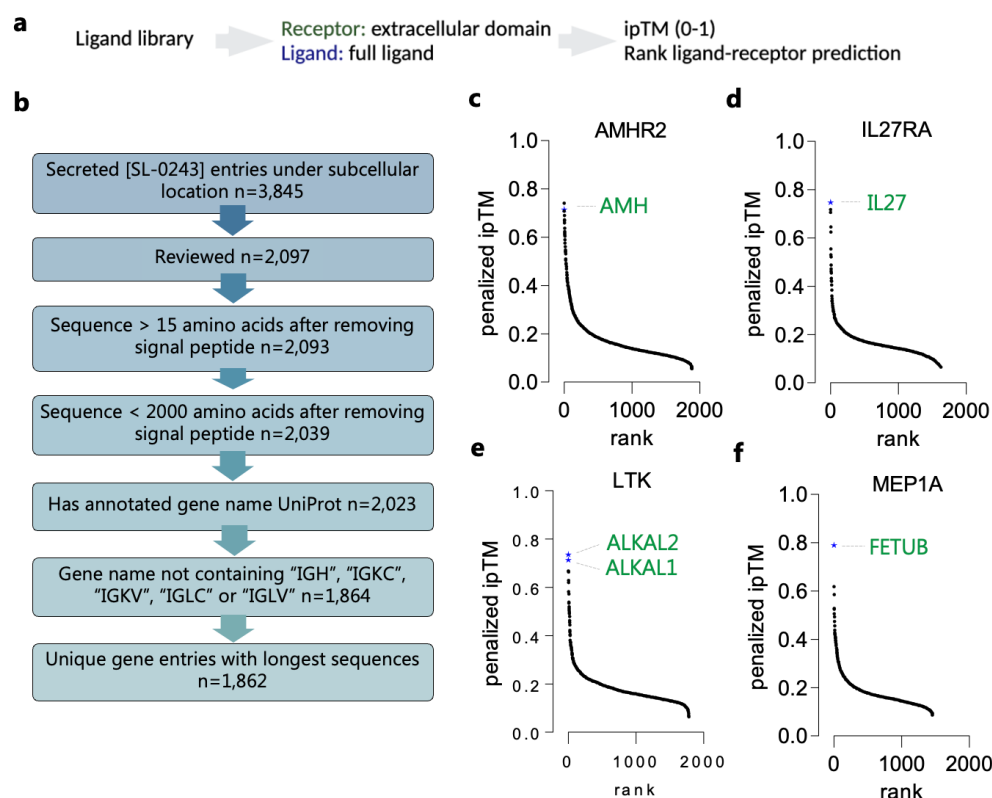 a
Ligand library
Receptor: extracellular domain
Ligand: full ligand
ipTM (0-1)
Rank ligand-receptor prediction
b
Secreted [SL-0243] entries under subcellular
location n=3,845
Reviewed n=2,097
Sequence > 15 amino acids after removing
signal peptide n=2,093
Sequence < 2000 amino acids after removing
signal peptide n=2,039
Has annotated gene name UniProt n=2,023
Gene name not containing “IGH”, “IGKC”,
“IGKV”, “IGLC” or “IGLV” n=1,864
Unique gene entries with longest sequences
n=1,862
c
AMHR2
penalized ipTM
1.0
0.8
0.6
0.4
0.2
0.0
AMH
0 1000 2000
rank
d
IL27RA
penalized ipTM
1.0
0.8
0.6
0.4
0.2
0.0
IL27
0 1000 2000
rank
e
LTK
penalized ipTM
1.0
0.8
0.6
0.4
0.2
0.0
ALKAL2
ALKAL1
0 1000 2000
rank
f
MEP1A
penalized ipTM
1.0
0.8
0.6
0.4
0.2
0.0
FETUB
0 1000 2000
rank